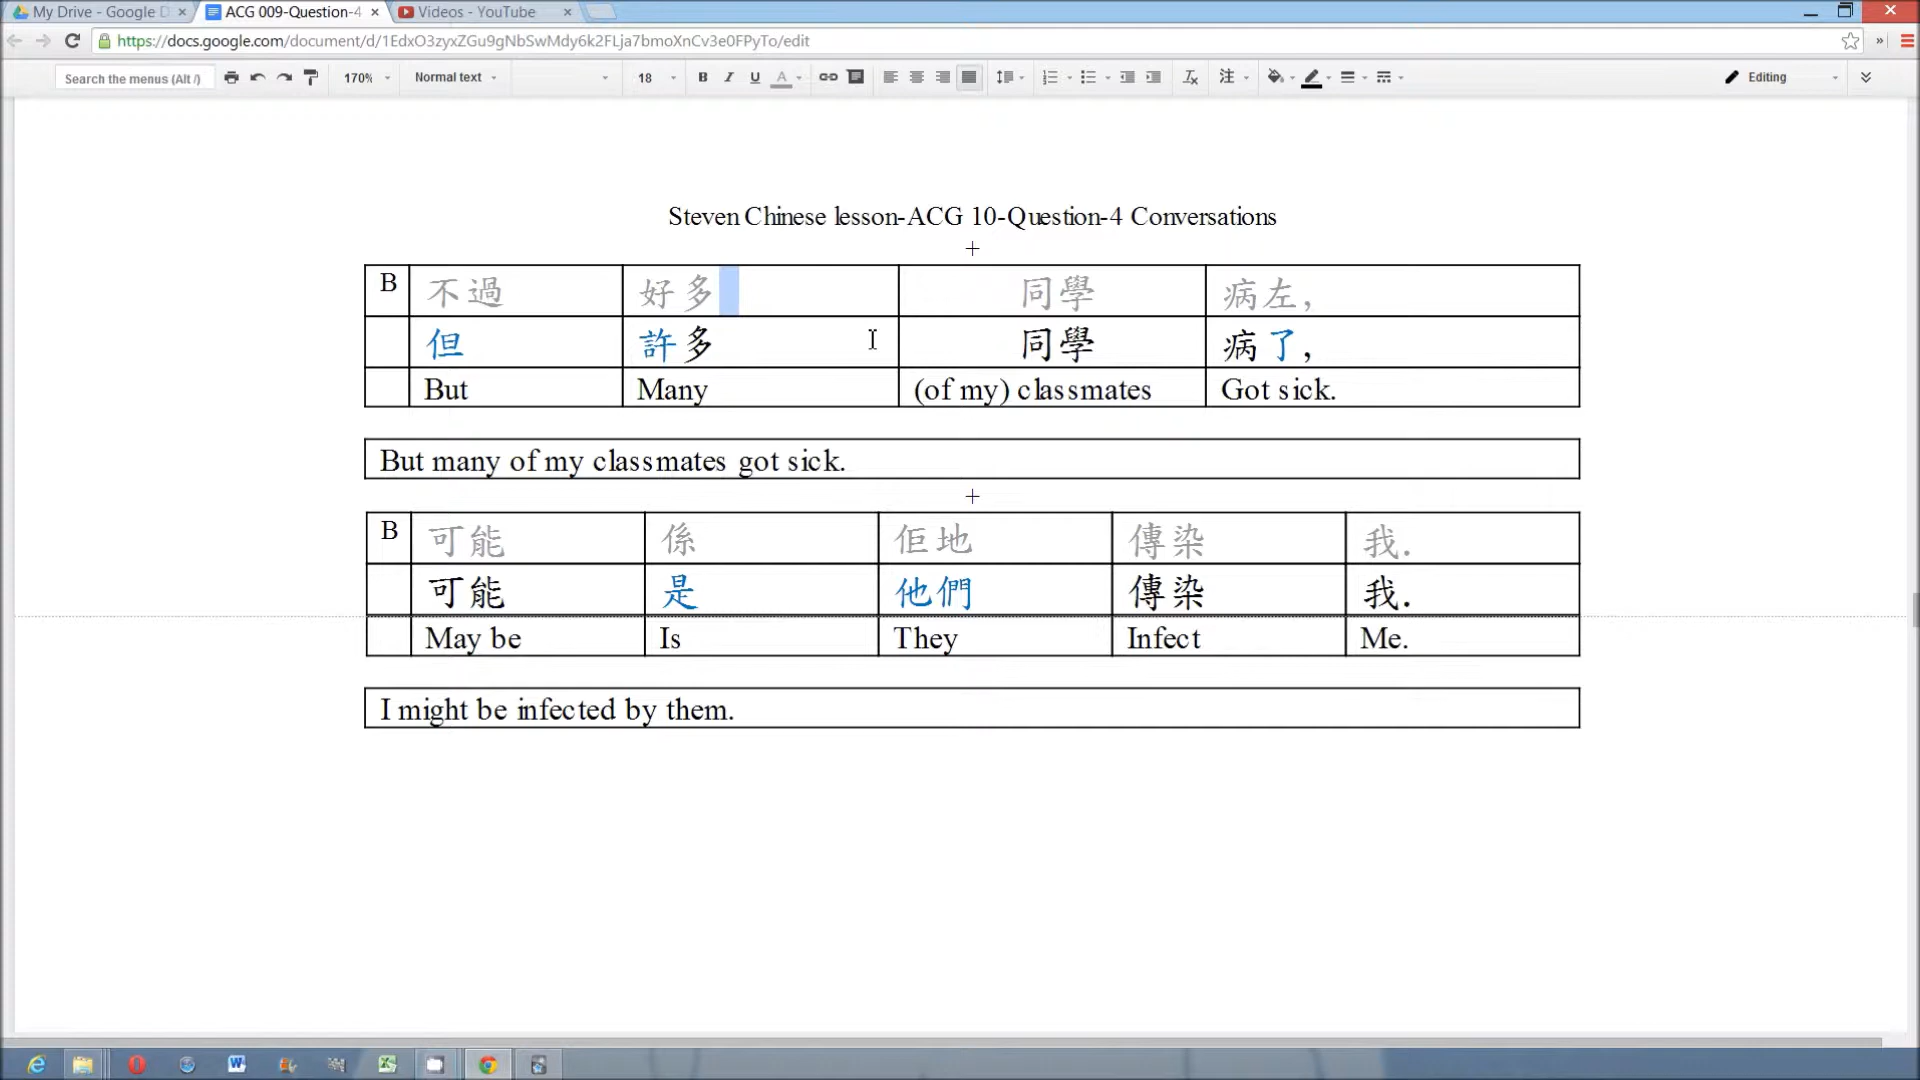 My Drive - Google D
ACG 009-Question-4
Videos - YouTube
https://docs.google.com/document/d/1EdxO3zyxZGu9gNbSwMdy6k2FLja7bmoXnCv3e0FPyTo/edit
Search the menus (Alt /)
170%
Normal text
18
B I U A
注
Editing
Steven Chinese lesson-ACG 10-Question-4 Conversations
B 不過 好多 同學 病左,
但 許多 同學 病了,
But Many (of my) classmates Got sick.
But many of my classmates got sick.
B 可能 係 佢地 傳染 我.
可能 是 他們 傳染 我.
May be Is They Infect Me.
I might be infected by them.